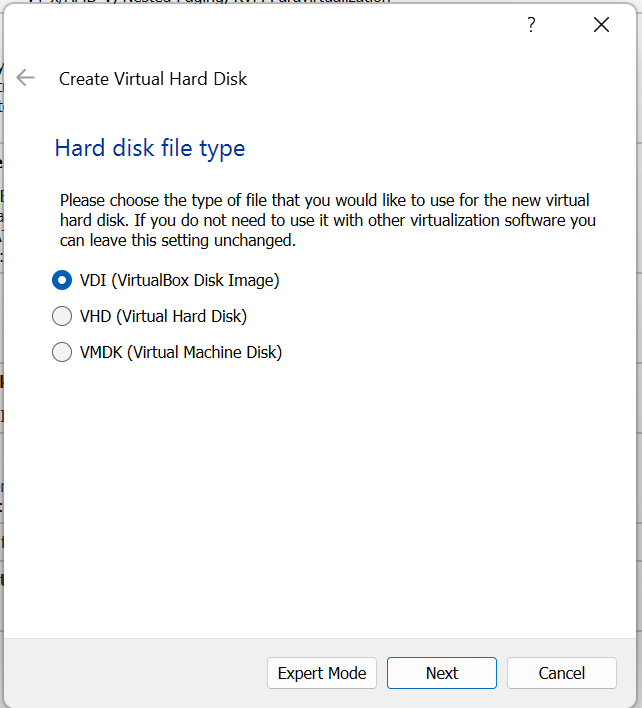 ?
Create Virtual Hard Disk
Hard disk file type
Please choose the type of file that you would like to use for the new virtual
hard disk. If you do not need to use it with other virtualization software you
can leave this setting unchanged.
VDI (VirtualBox Disk Image)
VHD (Virtual Hard Disk)
VMDK (Virtual Machine Disk)
Expert Mode
Next
Cancel